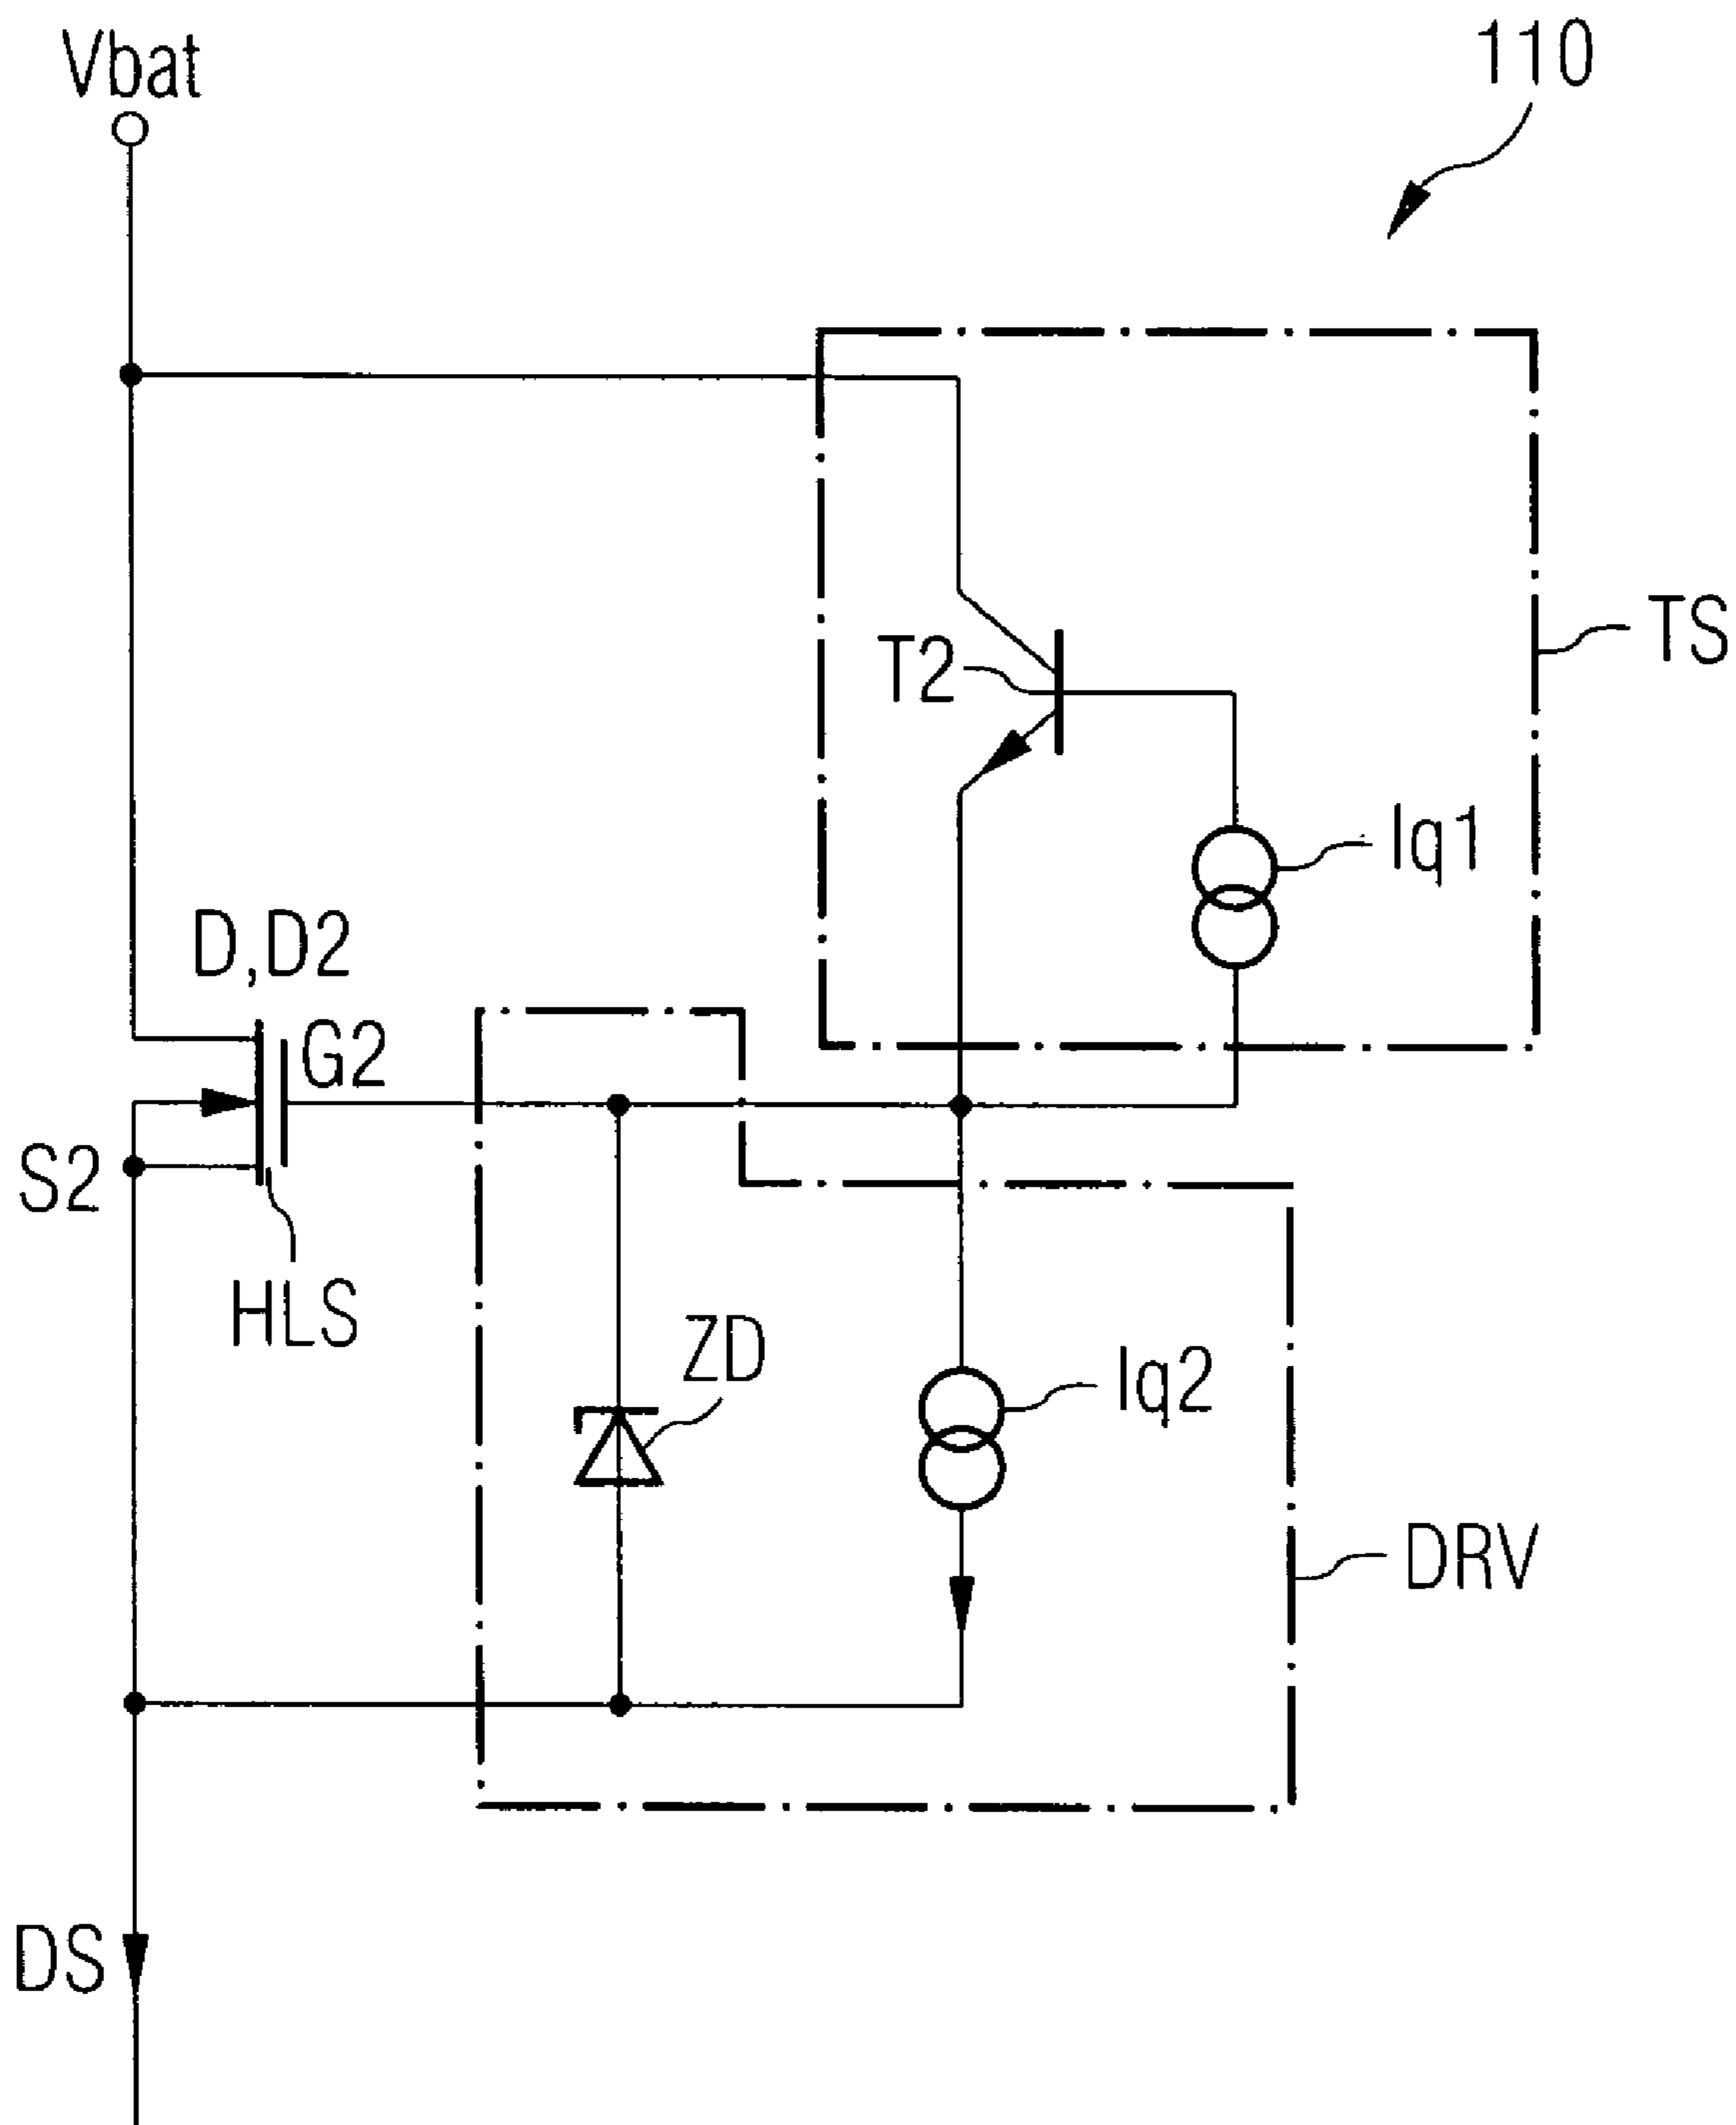 Vbat
110
TS
T2
Iq1
D,D2
G2
S2
HLS
ZD
Iq2
DRV
DS